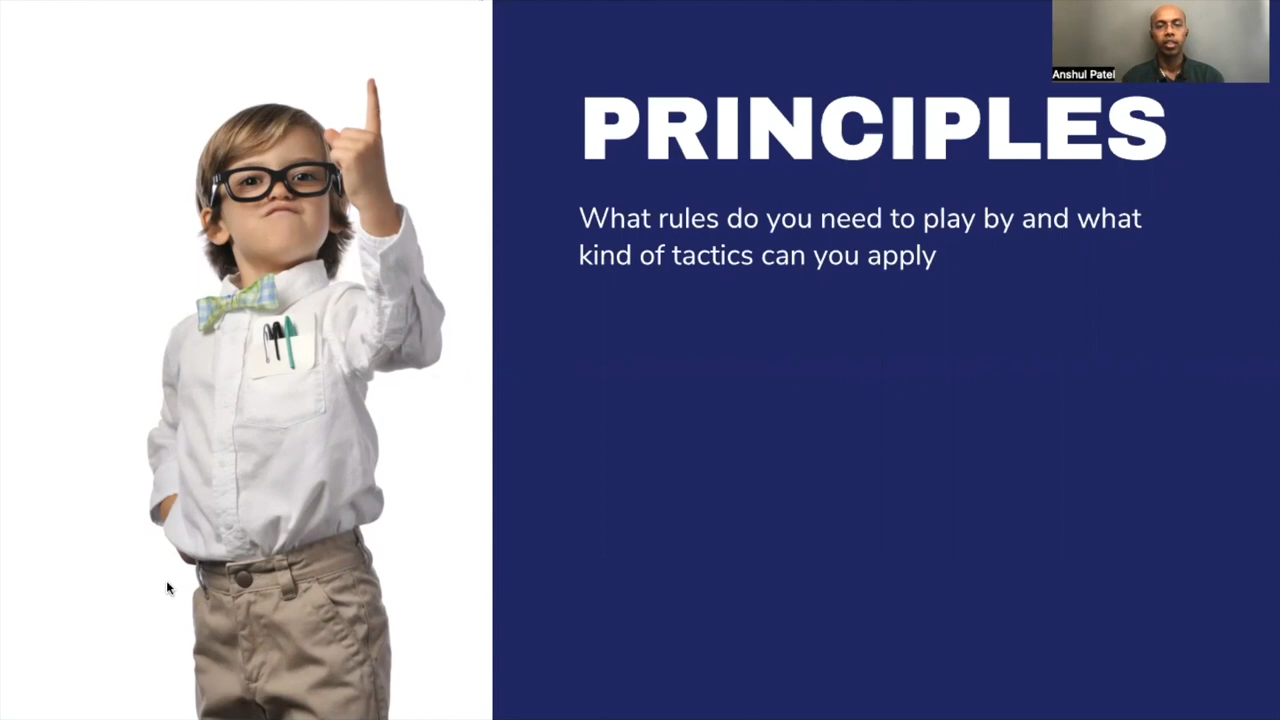 Anshul Patel
PRINCIPLES
What rules do you need to play by and what
kind of tactics can you apply